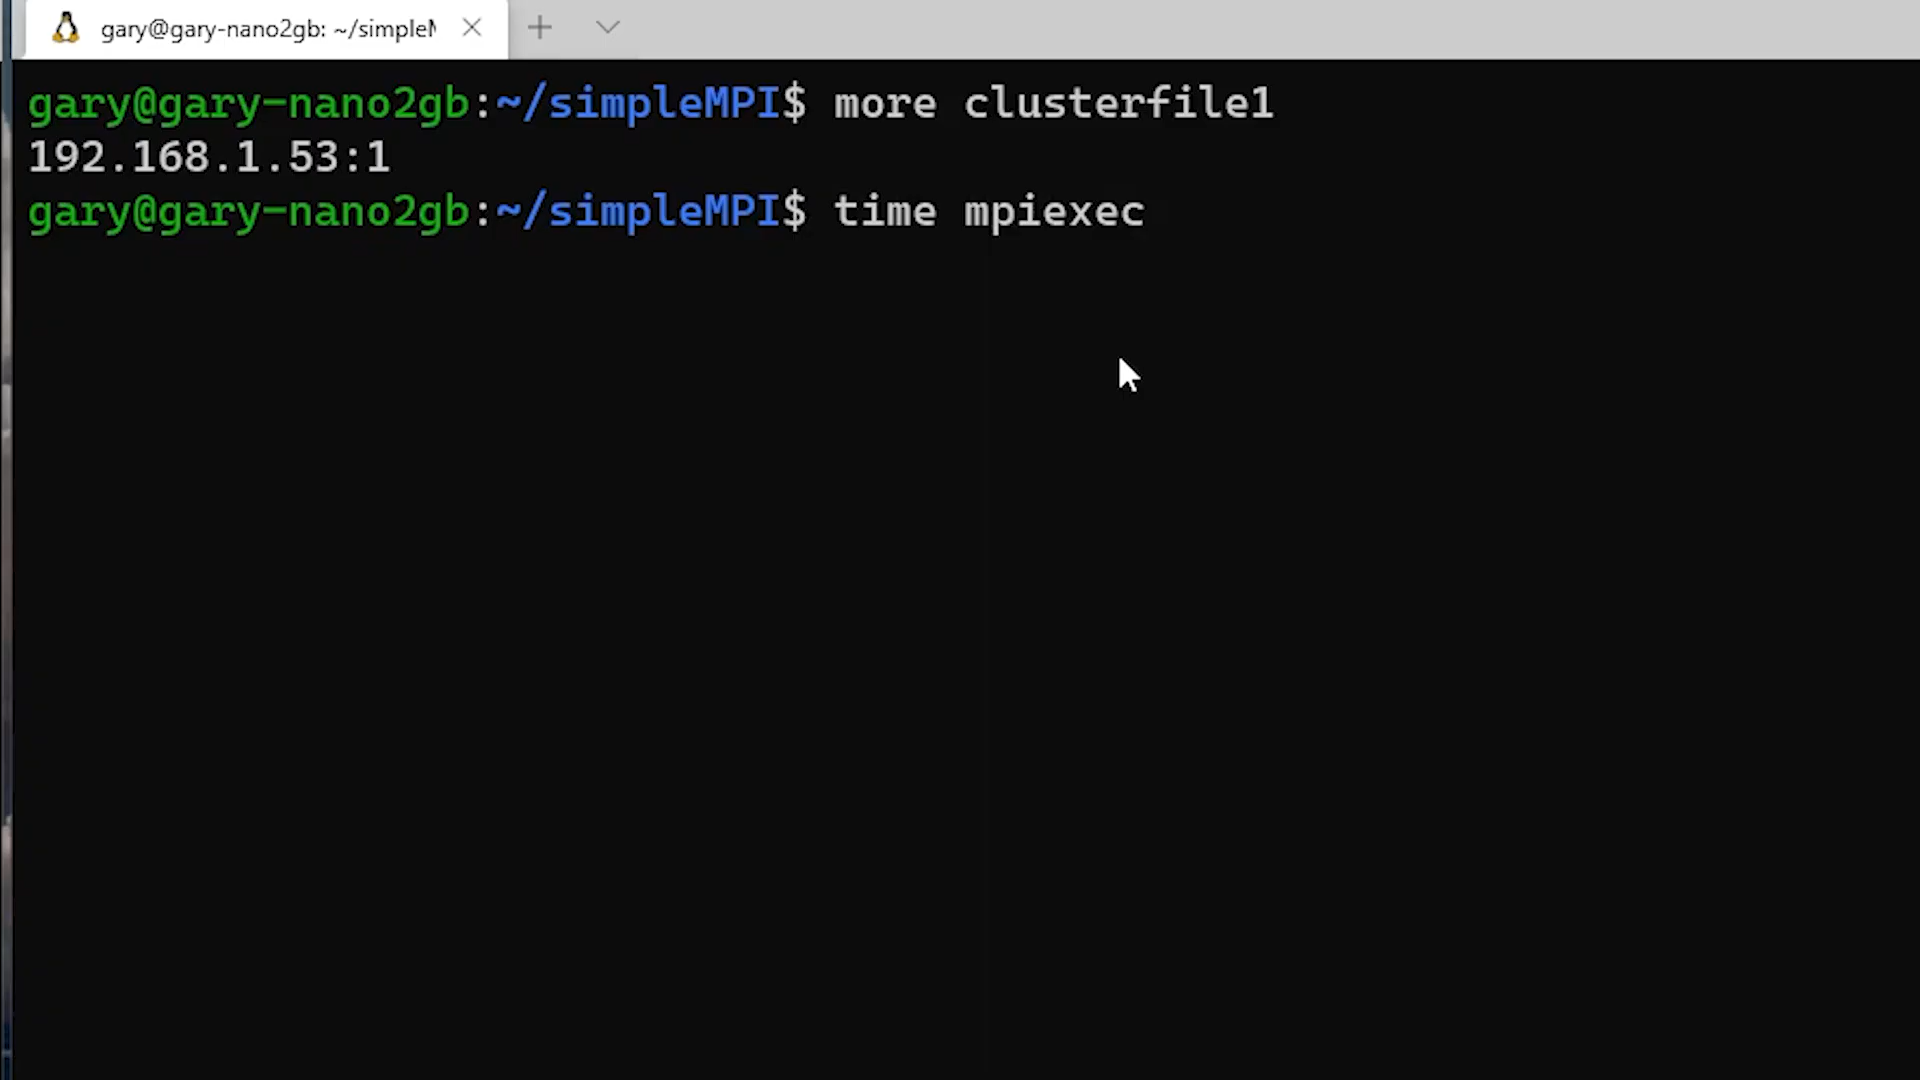 gary@gary-nano2gb: ~/simpleM
gary@gary-nano2gb:~/simpleMPI$ more clusterfile1
192.168.1.53:1
gary@gary-nano2gb:~/simpleMPI$ time mpiexec